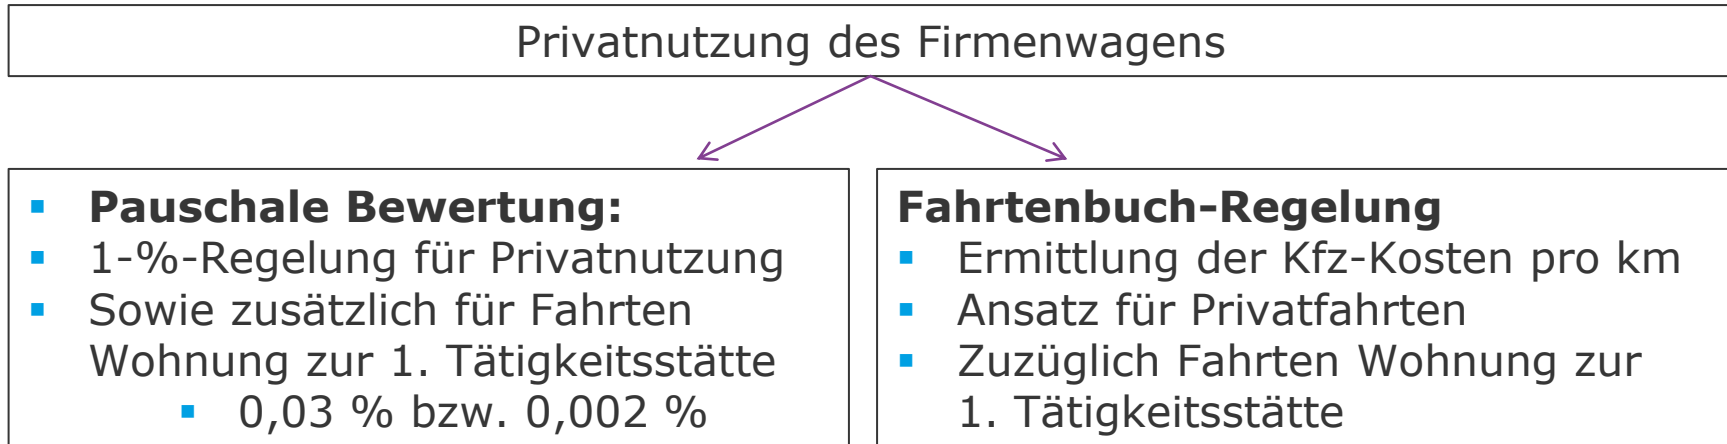 Privatnutzung des Firmenwagens
▪ Pauschale Bewertung:
▪ 1-%-Regelung für Privatnutzung
▪ Sowie zusätzlich für Fahrten
Wohnung zur 1. Tätigkeitsstätte
▪ 0,03 % bzw. 0,002 %
Fahrtenbuch-Regelung
▪ Ermittlung der Kfz-Kosten pro km
▪ Ansatz für Privatfahrten
▪ Zuzüglich Fahrten Wohnung zur
1. Tätigkeitsstätte